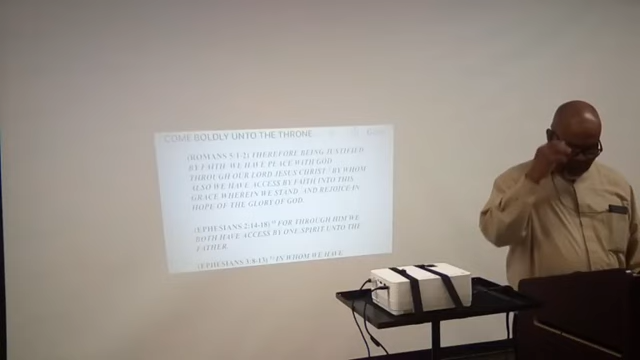 COME BOLDLY UNTO THE THRONE
(ROMANS 5:1-2) THEREFORE BEING JUSTIFIED
BY FAITH, WE HAVE PEACE WITH GOD
THROUGH OUR LORD JESUS CHRIST: BY WHOM
ALSO WE HAVE ACCESS BY FAITH INTO THIS
GRACE WHEREIN WE STAND, AND REJOICE IN
HOPE OF THE GLORY OF GOD.
(EPHESIANS 2:14-18) FOR THROUGH HIM WE
BOTH HAVE ACCESS BY ONE SPIRIT UNTO THE
FATHER.
(EPHESIANS 3:8-13) IN WHOM WE HAVE